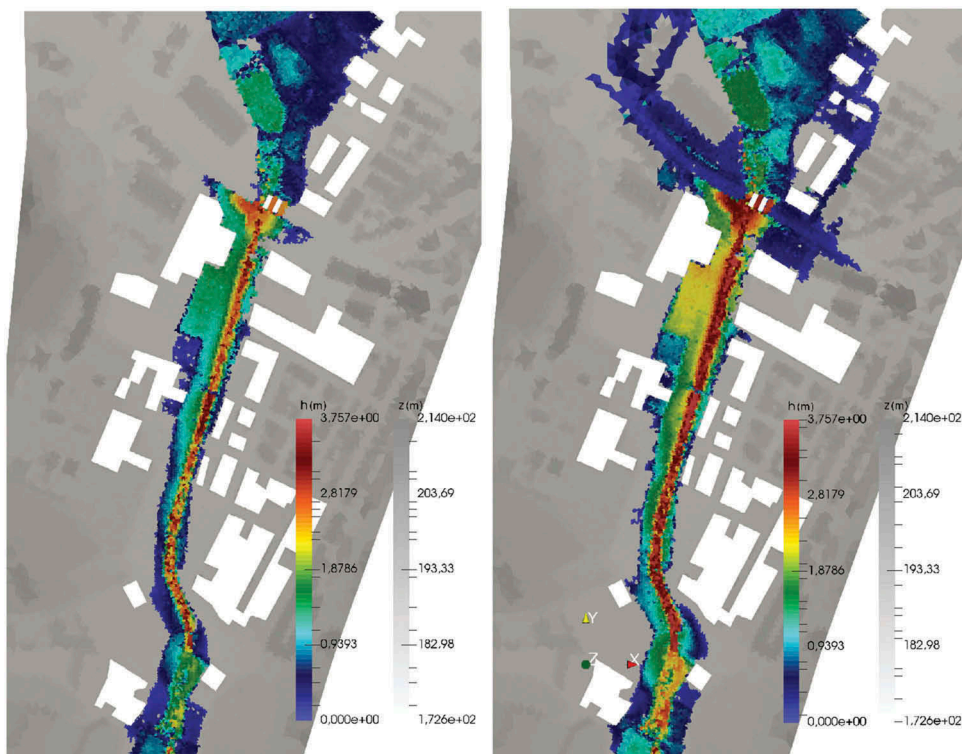 h(m) z(m)
3,757e+00 2,140e+02
2,8179 203,69
1,8786 193,33
0,9393 182,98
0,000e+00 1,726e+02
h(m) z(m)
3,757e+00 2,140e+02
2,8179 203,69
1,8786 193,33
0,9393 182,98
0,000e+00 1,726e+02
Y
Z X